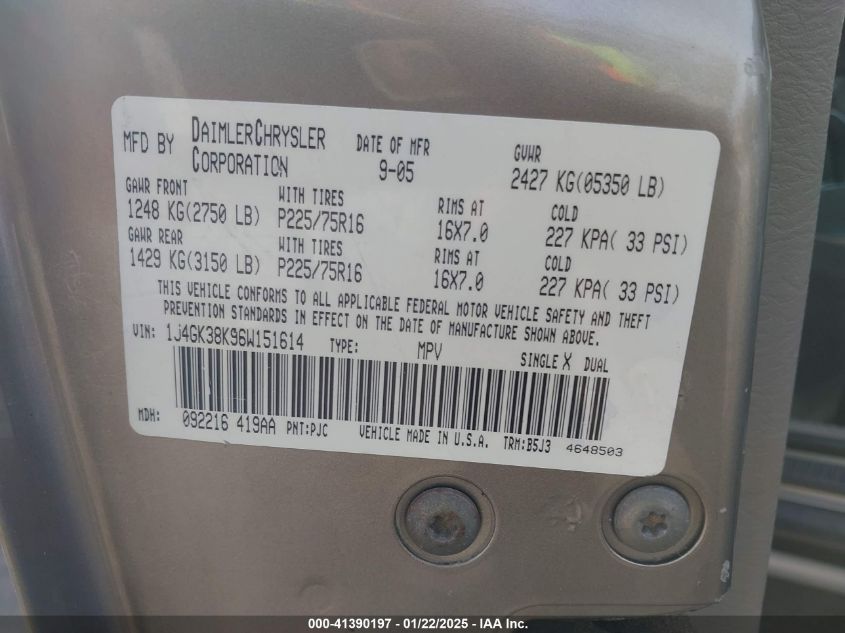 MFD BY DAIMLERCHRYSLER CORPORATION DATE OF MFR 9-05 GVWR 2427 KG(05350 LB)
GAWR FRONT WITH TIRES RIMS AT COLD
1248 KG(2750 LB) P225/75R16 16X7.0 227 KPA( 33 PSI)
GAWR REAR WITH TIRES RIMS AT COLD
1429 KG(3150 LB) P225/75R16 16X7.0 227 KPA( 33 PSI)
THIS VEHICLE CONFORMS TO ALL APPLICABLE FEDERAL MOTOR VEHICLE SAFETY AND THEFT
PREVENTION STANDARDS IN EFFECT ON THE DATE OF MANUFACTURE SHOWN ABOVE.
VIN: 1J4GK38K96W151614 TYPE: MPV SINGLE X DUAL
MDH: 092216 419AA PNT:PJC VEHICLE MADE IN U.S.A. TRM:B5J3 4648503
000-41390197 - 01/22/2025 - IAA Inc.